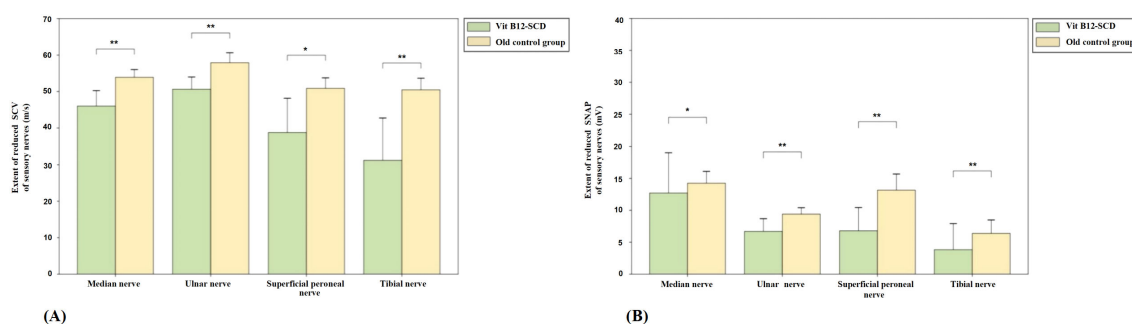 70
60
50
40
30
20
10
0
Extent of reduced SCV
of sensory nerves (m/s)
**
**
*
**
Median nerve
Ulnar nerve
Superficial peroneal
nerve
Tibial nerve
Vit B12-SCD
Old control group
(A)
40
35
30
25
20
15
10
5
0
Extent of reduced SNAP
of sensory nerves (mV)
*
**
**
**
Median nerve
Ulnar nerve
Superficial peroneal
nerve
Tibial nerve
Vit B12-SCD
Old control group
(B)